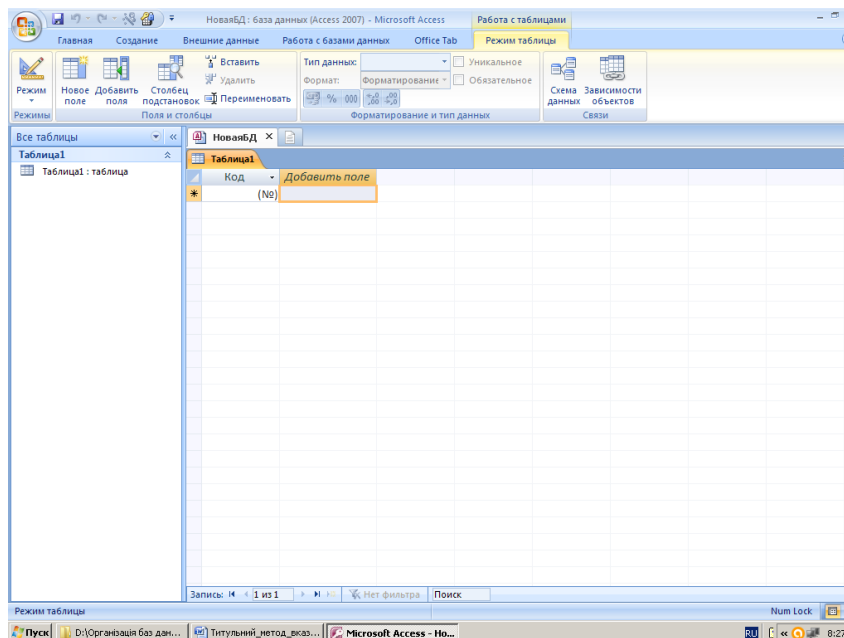 НоваяБД : база данных (Access 2007) - Microsoft Access
Работа с таблицами
Главная Создание Внешние данные Работа с базами данных Office Tab Режим таблицы
Режим
Новое поле
Добавить поля
Столбец подстановок
Вставить
Удалить
Переименовать
Тип данных:
Формат: Форматирование
% 000
Уникальное
Обязательное
Схема данных
Зависимости объектов
Режимы Поля и столбцы Форматирование и тип данных Связи
Все таблицы
Таблица1
Таблица1 : таблица
НоваяБД
Таблица1
Код Добавить поле
(№)
Запись: 1 из 1 Нет фильтра Поиск
Режим таблицы Num Lock
Пуск D:\Організація баз дан... Титульний_метод_вказ... Microsoft Access - Но... RU 8:27